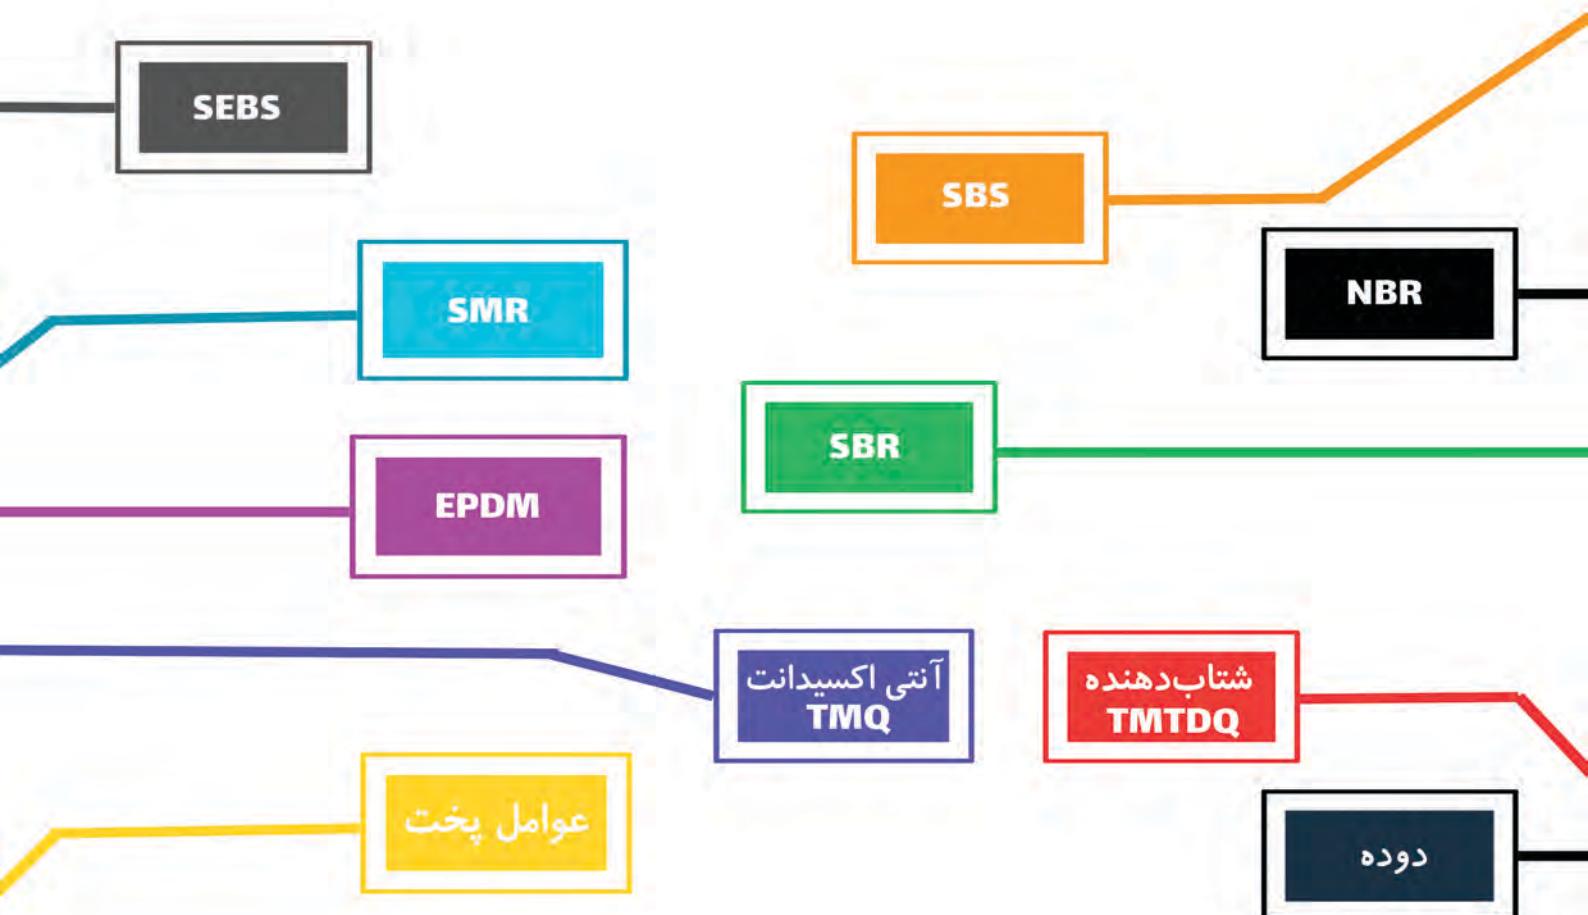 SEBS
SBS
NBR
SMR
SBR
EPDM
آنتی اکسیدانت
TMQ
شتاب‌دهنده
TMTDQ
عوامل پخت
دوده